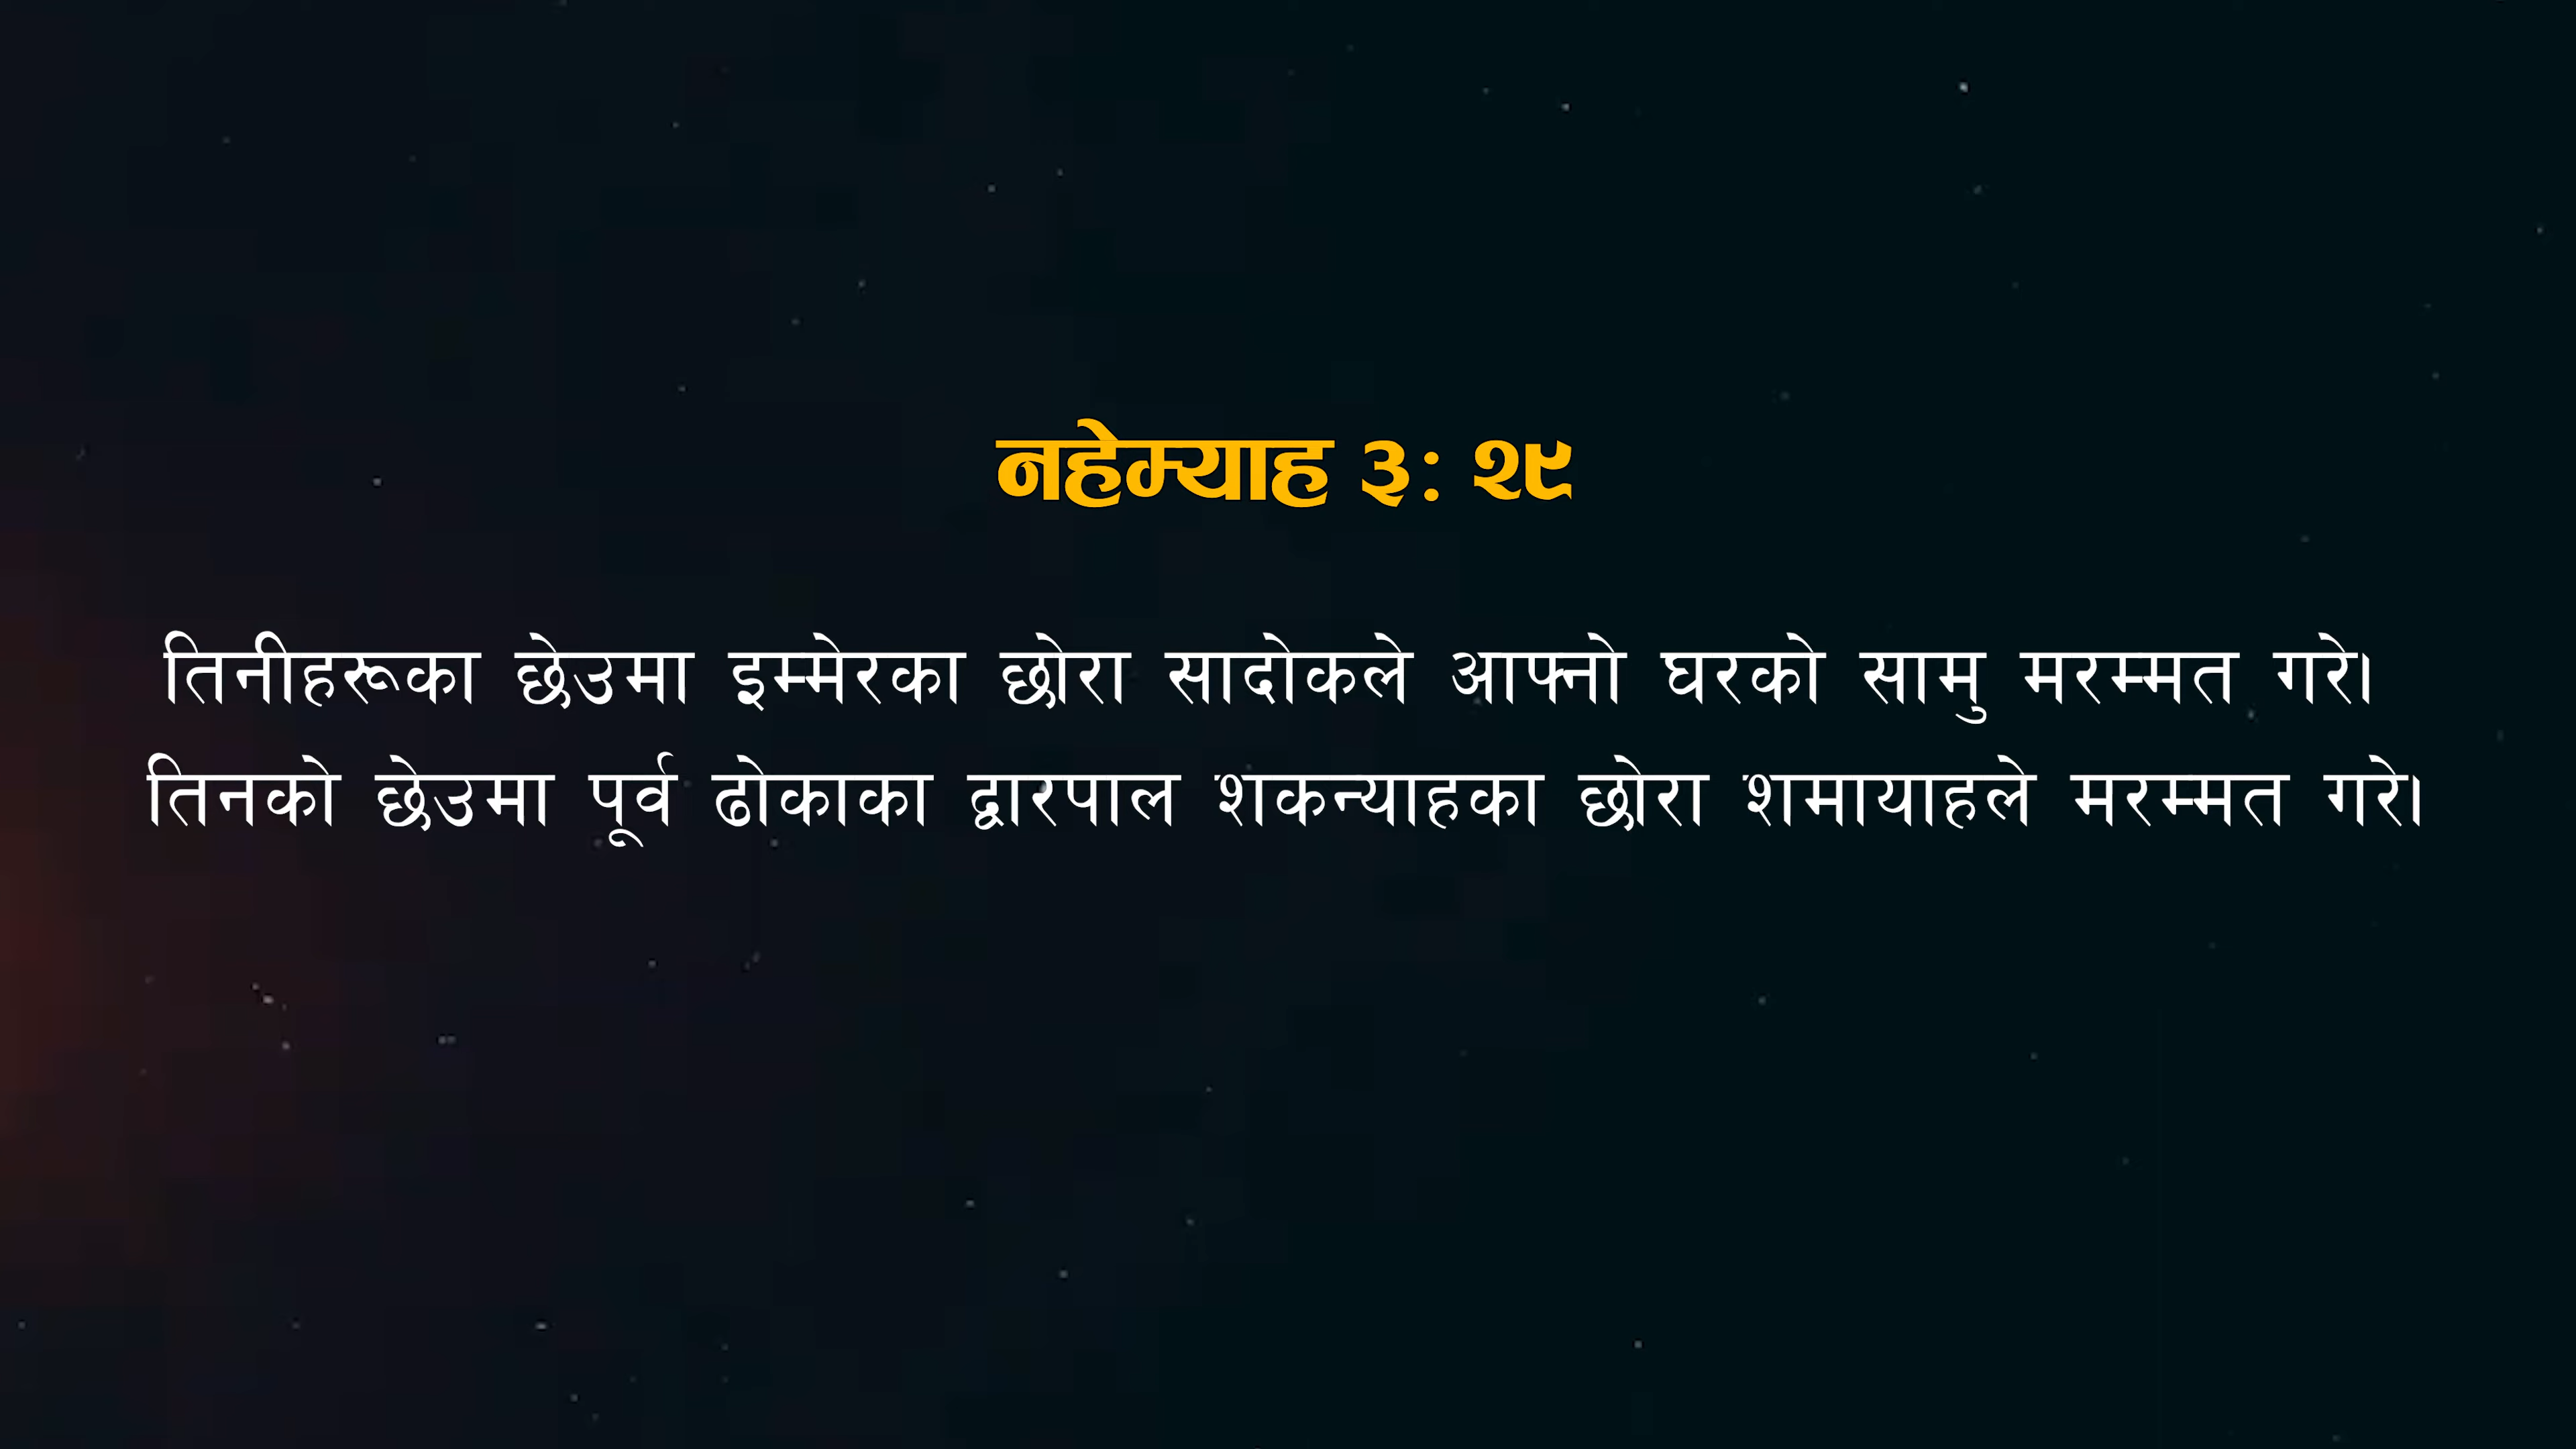 नहेम्याह ३: २९
तिनीहरूका छेउमा इम्मेरका छोरा सादोकले आफ्नो घरको सामु मरम्मत गरे।
तिनको छेउमा पूर्व ढोकाका द्वारपाल शकन्याहका छोरा शमायाहले मरम्मत गरे।